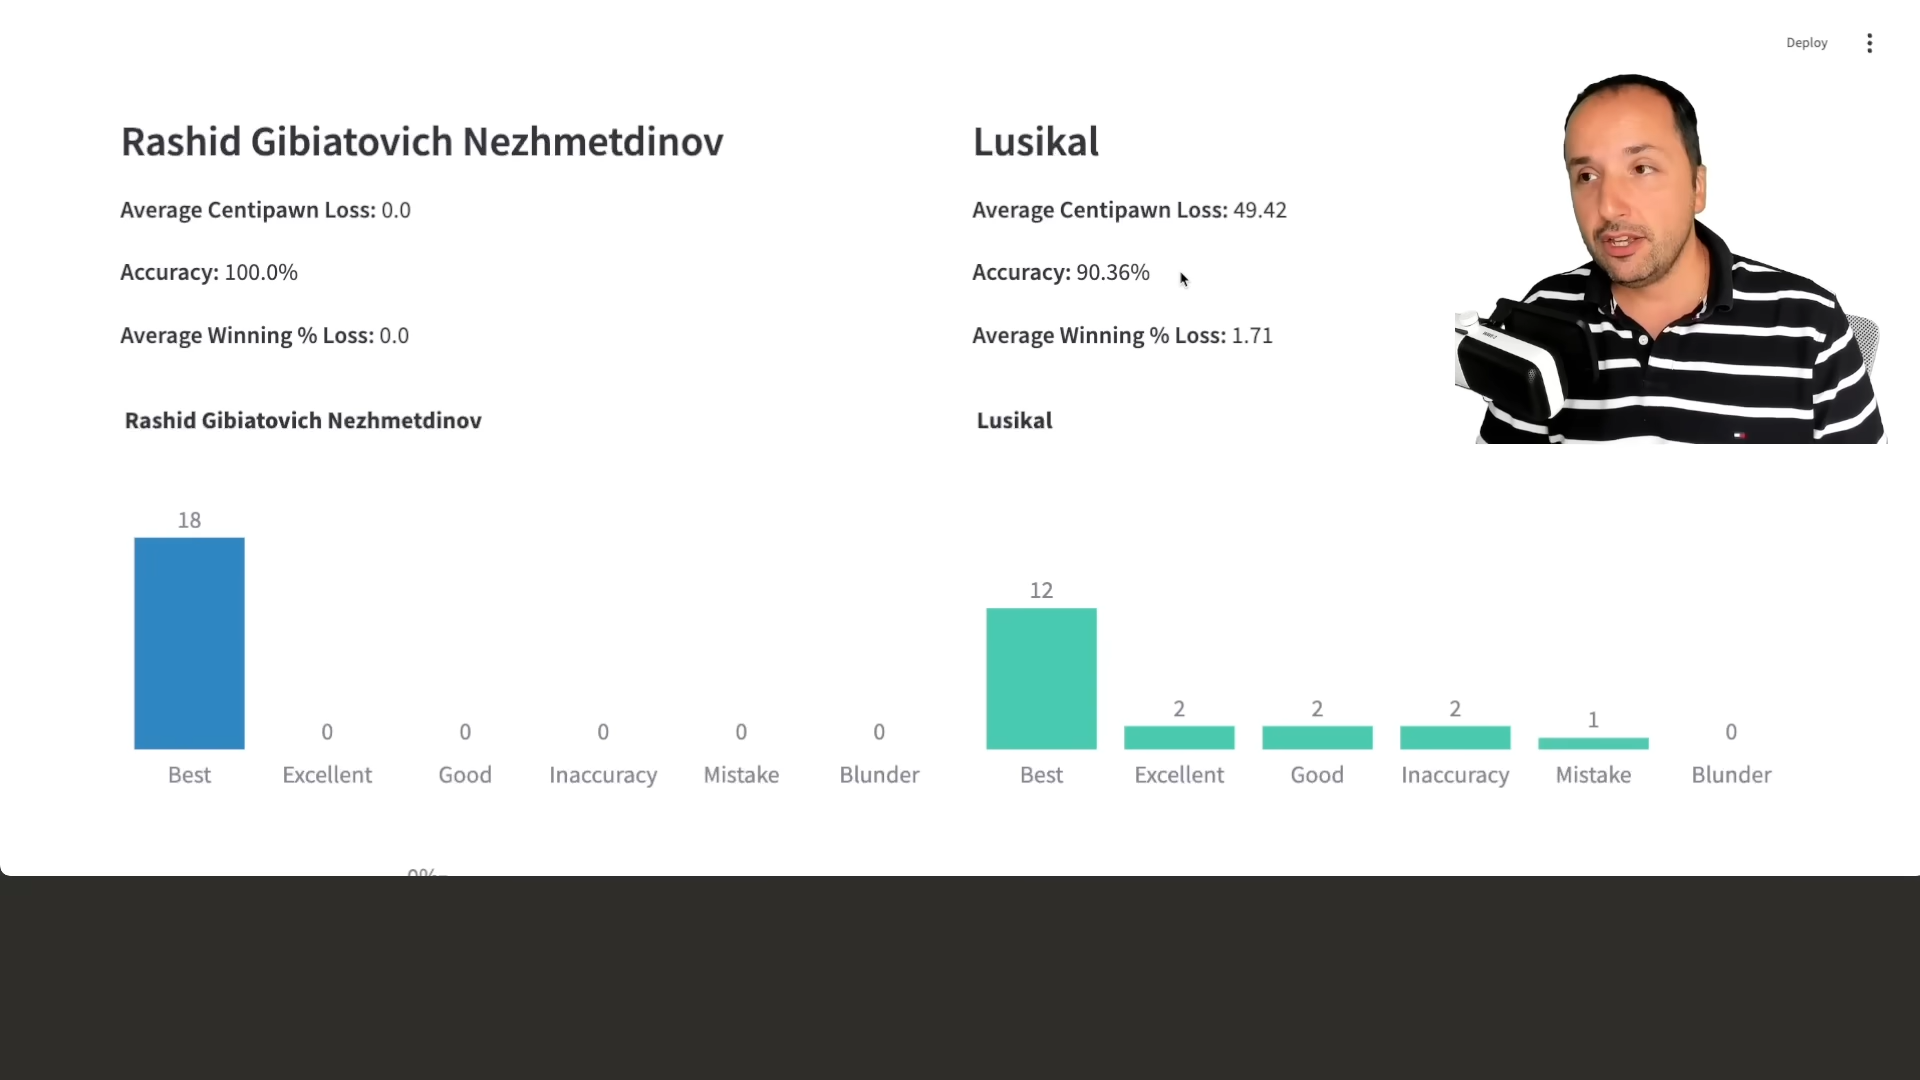 Deploy
Rashid Gibiatovich Nezhmetdinov
Average Centipawn Loss: 0.0
Accuracy: 100.0%
Average Winning % Loss: 0.0
Lusikal
Average Centipawn Loss: 49.42
Accuracy: 90.36%
Average Winning % Loss: 1.71
Rashid Gibiatovich Nezhmetdinov
18
0
0
0
0
0
Best
Excellent
Good
Inaccuracy
Mistake
Blunder
Lusikal
12
2
2
2
1
0
Best
Excellent
Good
Inaccuracy
Mistake
Blunder